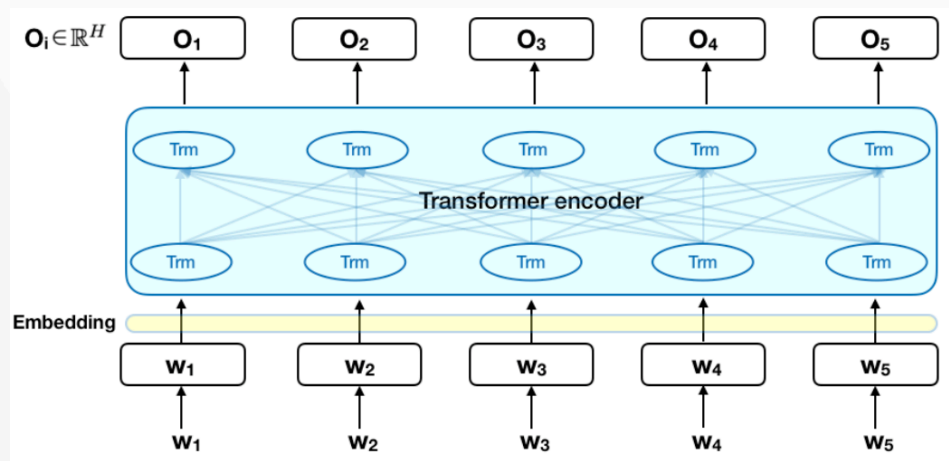 Oᵢ∈ℝᴴ O₁ O₂ O₃ O₄ O₅
Trm Trm Trm Trm Trm
Transformer encoder
Trm Trm Trm Trm Trm
Embedding
W₁ W₂ W₃ W₄ W₅
W₁ W₂ W₃ W₄ W₅